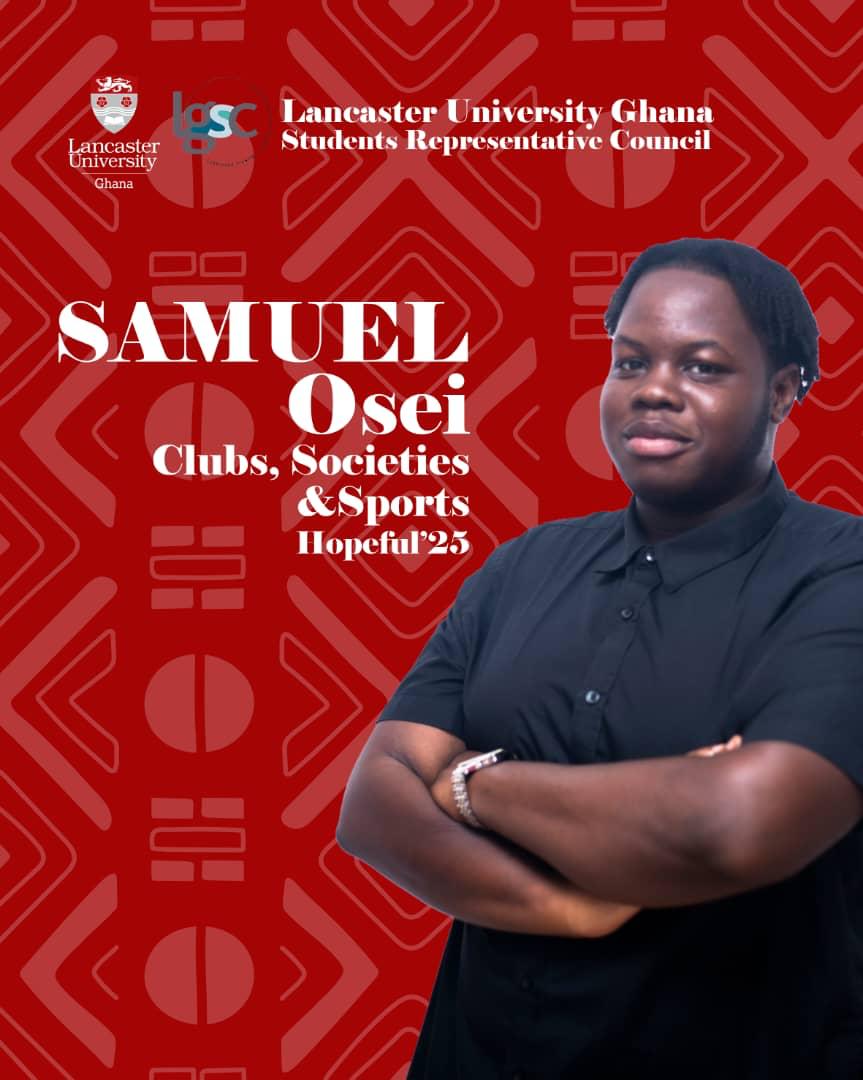 Lancaster
University
Ghana
lgsc
Lancaster University Ghana
Students Representative Council
SAMUEL
Osei
Clubs, Societies
&Sports
Hopeful’25